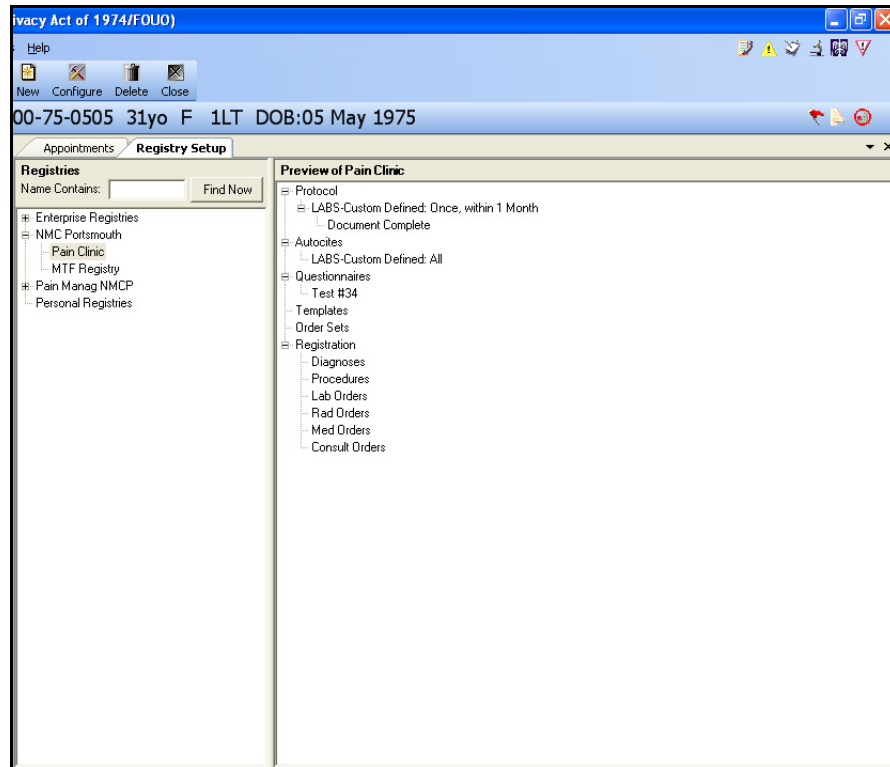 ivacy Act of 1974/FOUO)
Help
New Configure Delete Close
00-75-0505 31yo F 1LT DOB:05 May 1975
Appointments Registry Setup
Registries
Name Contains: Find Now
Enterprise Registries
NMC Portsmouth
Pain Clinic
MTF Registry
Pain Manag NMCP
Personal Registries
Preview of Pain Clinic
Protocol
LABS-Custom Defined: Once, within 1 Month
Document Complete
Autocites
LABS-Custom Defined: All
Questionnaires
Test #34
Templates
Order Sets
Registration
Diagnoses
Procedures
Lab Orders
Rad Orders
Med Orders
Consult Orders